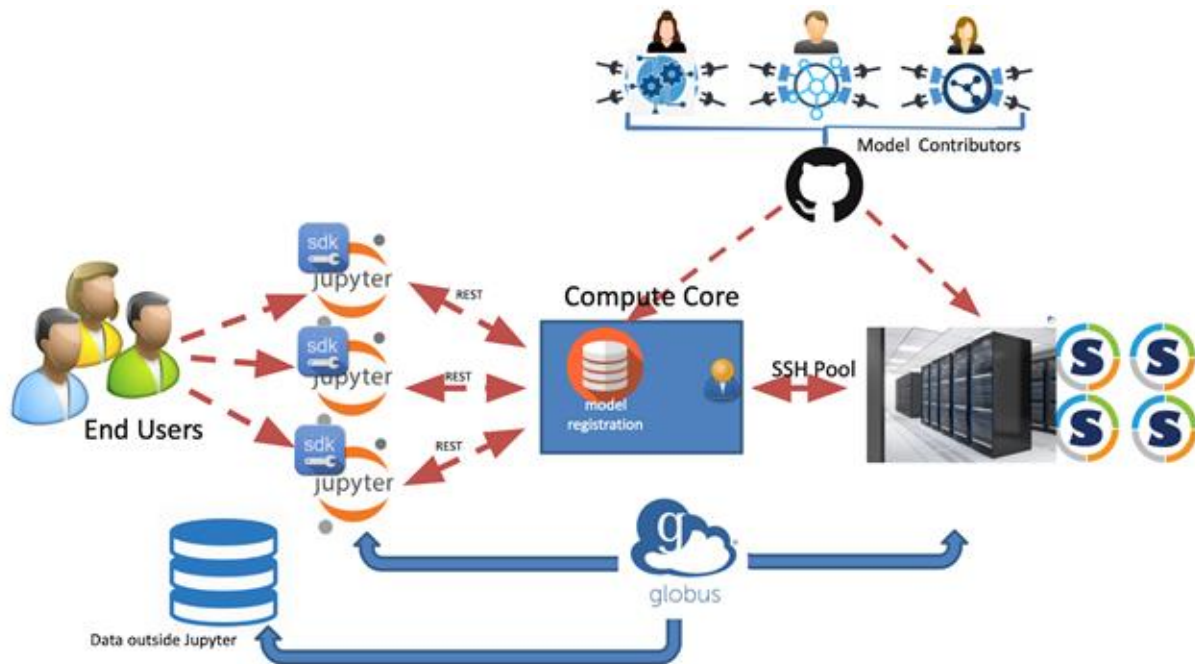 Model Contributors
sdk
jupyter
REST
Compute Core
sdk
jupyter
REST
model
registration
SSH Pool
S
S
S
S
End Users
sdk
jupyter
REST
g
globus
Data outside Jupyter